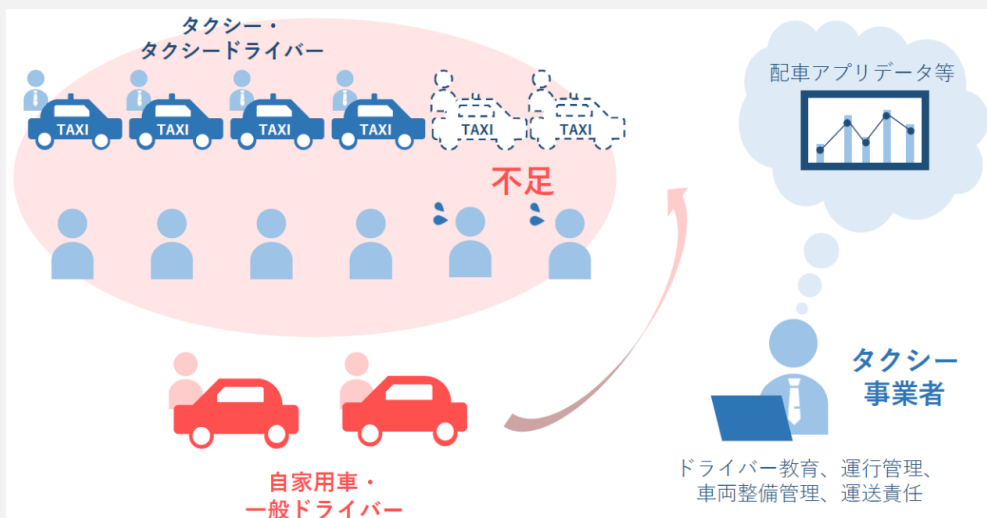 タクシー・
タクシードライバー
TAXI
TAXI
TAXI
TAXI
TAXI
TAXI
不足
自家用車・
一般ドライバー
配車アプリデータ等
タクシー
事業者
ドライバー教育、運行管理、
車両整備管理、運送責任